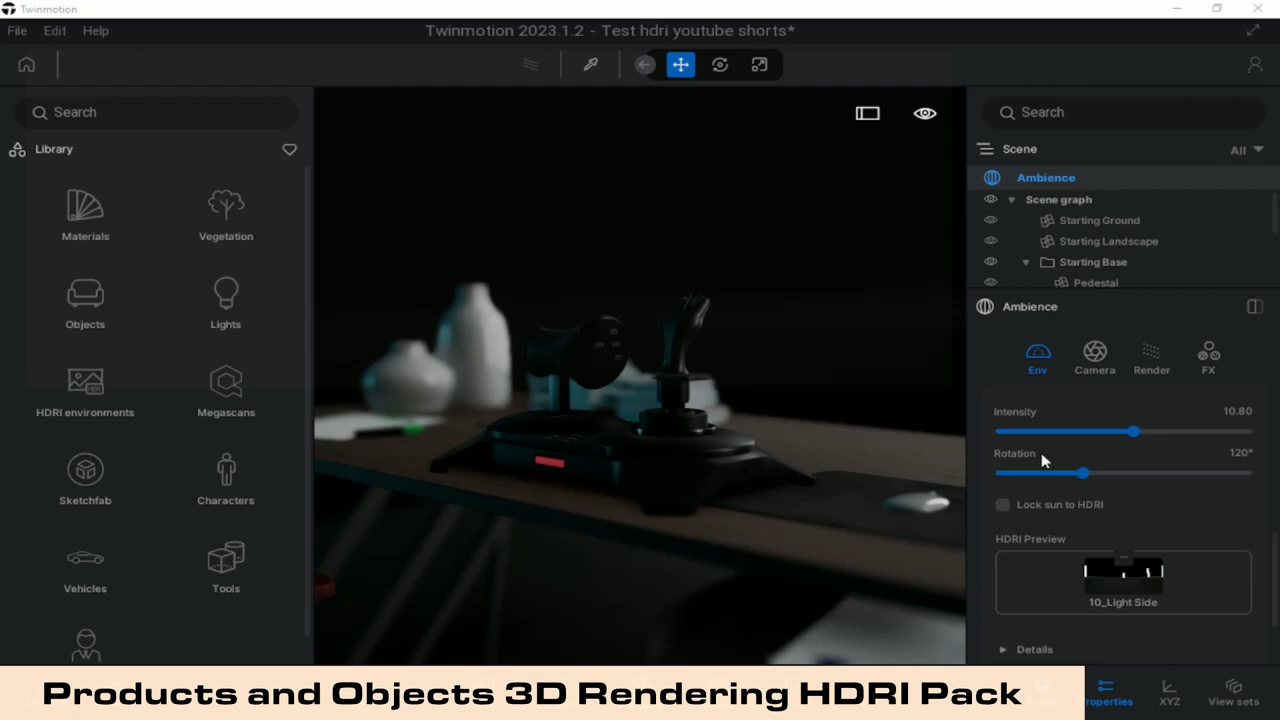 Twinmotion
File Edit Help
Twinmotion 2023.1.2 - Test hdri youtube shorts*
Search
Library
Materials
Vegetation
Objects
Lights
HDRI environments
Megascans
Sketchfab
Characters
Vehicles
Tools
Search
Scene
All
Ambience
Scene graph
Starting Ground
Starting Landscape
Starting Base
Pedestal
Ambience
Env
Camera
Render
FX
Intensity 10.80
Rotation 120°
Lock sun to HDRI
HDRI Preview
10_Light Side
Details
Properties
XYZ
View sets
Products and Objects 3D Rendering HDRI Pack